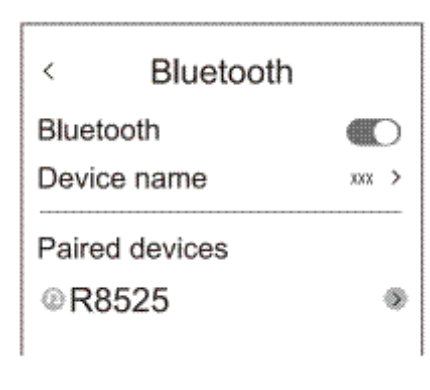 Bluetooth
Bluetooth
Device name xxx
Paired devices
R8525